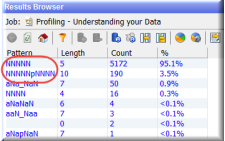 Results Browser
Job: Profiling - Understanding your Data
Pattern Length Count %
NNNNN 5 5172 95.1%
NNNNNpNNNN 10 190 3.5%
aNa_NaN 7 50 0.9%
NNNN 4 16 0.3%
aNaNaN 6 4 <0.1%
aaN_Naa 7 3 <0.1%
0 2 <0.1%
aNapNaN 7 1 <0.1%